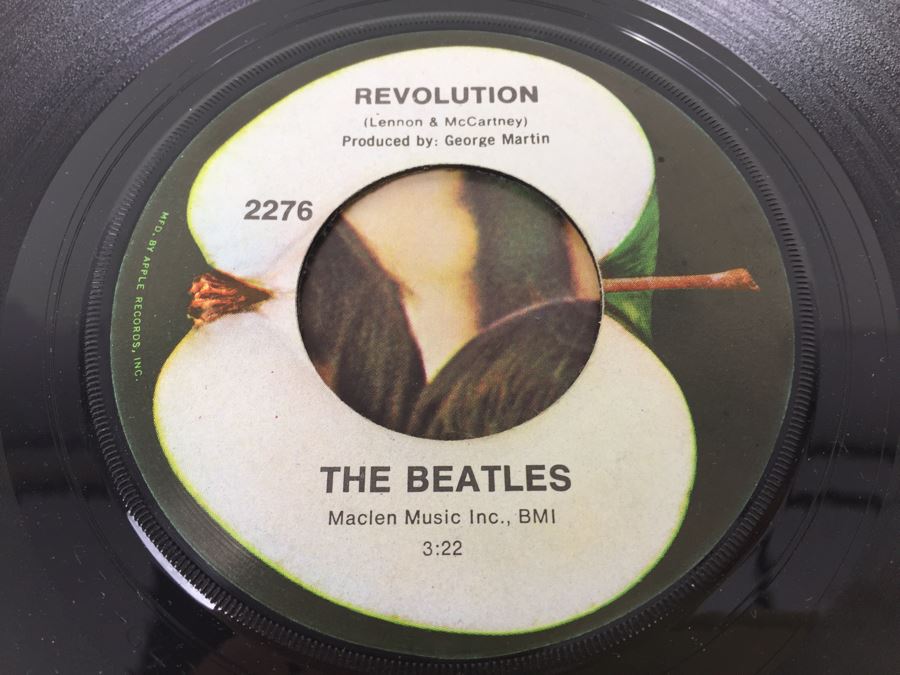 REVOLUTION
(Lennon & McCartney)
Produced by: George Martin
2276
MFD. BY APPLE RECORDS, INC.
THE BEATLES
Maclen Music Inc., BMI
3:22